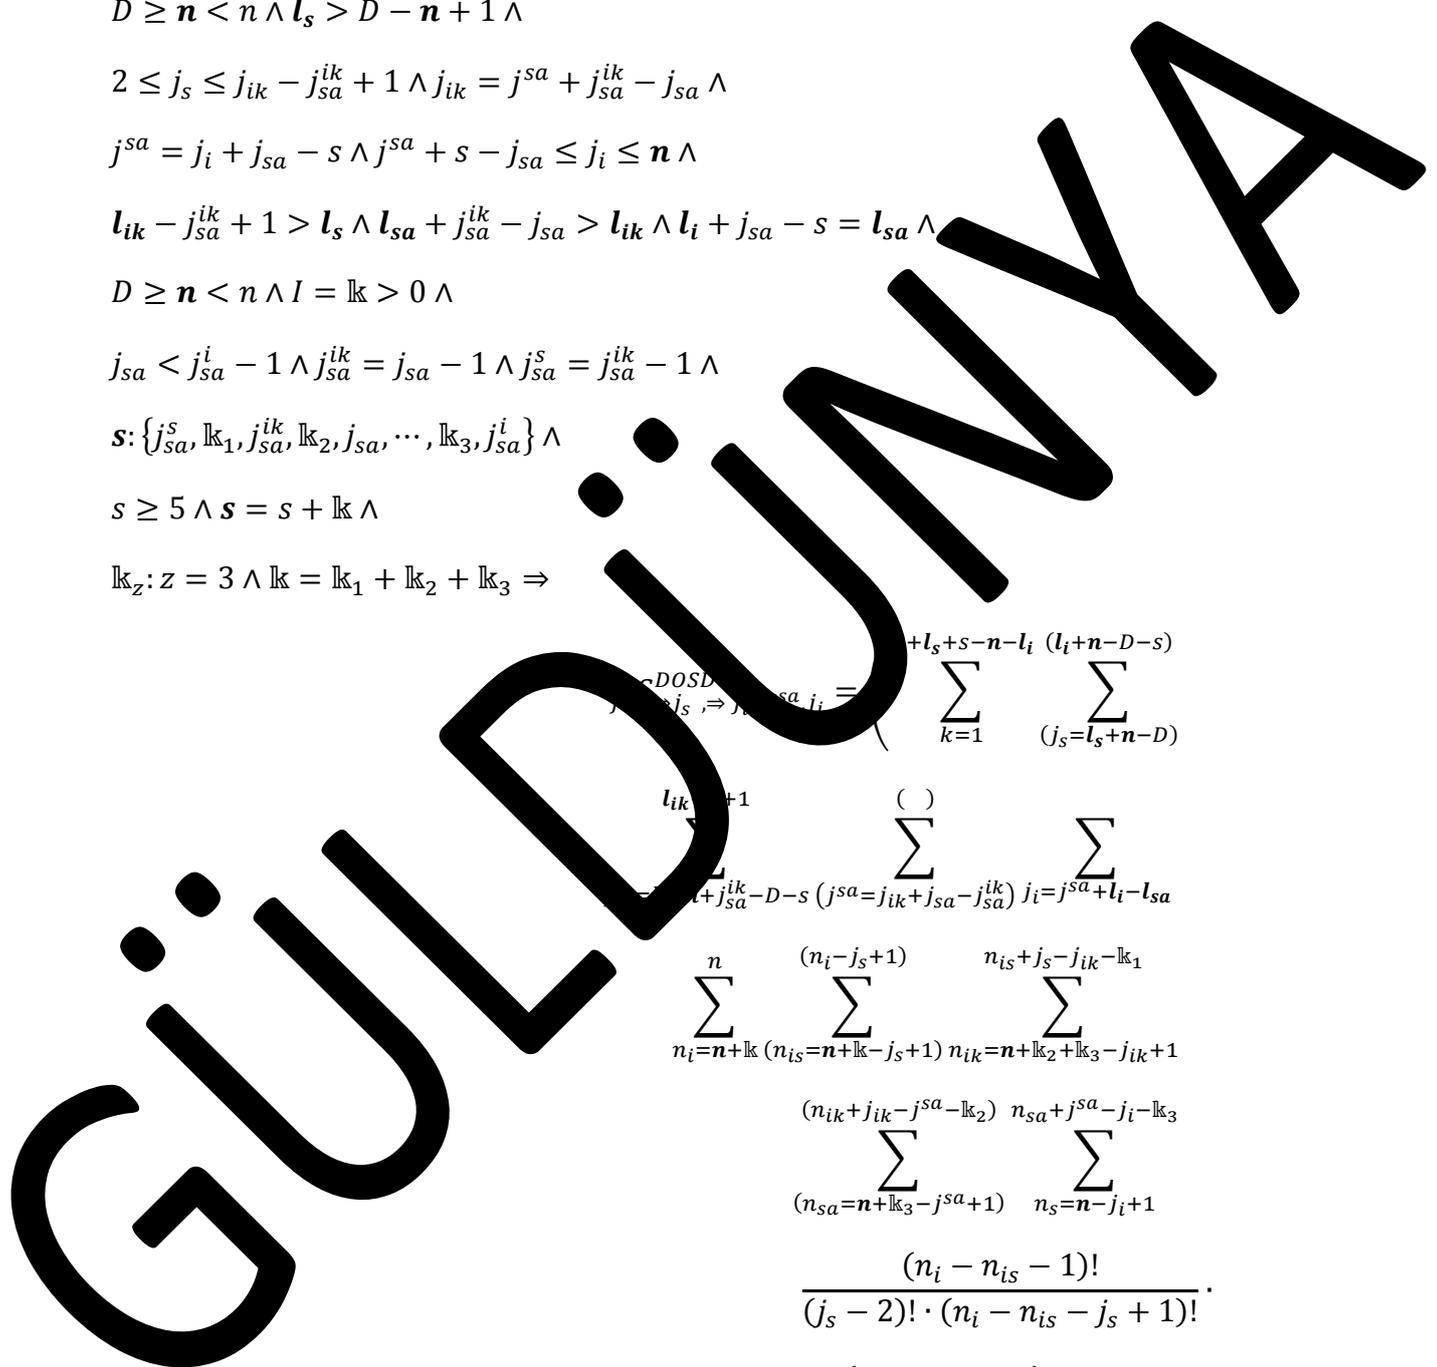 D ≥ 𝒏 < n ∧ 𝒍ₛ > D − 𝒏 + 1 ∧
2 ≤ j_s ≤ j_{ik} − j_{sa}^{ik} + 1 ∧ j_{ik} = j^{sa} + j_{sa}^{ik} − j_{sa} ∧
j^{sa} = j_i + j_{sa} − s ∧ j^{sa} + s − j_{sa} ≤ j_i ≤ 𝒏 ∧
𝒍_{ik} − j_{sa}^{ik} + 1 > 𝒍_s ∧ 𝒍_{sa} + j_{sa}^{ik} − j_{sa} > 𝒍_{ik} ∧ 𝒍_i + j_{sa} − s = 𝒍_{sa} ∧
D ≥ 𝒏 < n ∧ I = 𝕜 > 0 ∧
j_{sa} < j_{sa}^{i} − 1 ∧ j_{sa}^{ik} = j_{sa} − 1 ∧ j_{sa}^{s} = j_{sa}^{ik} − 1 ∧
𝒔: {j_{sa}^{s}, 𝕜_1, j_{sa}^{ik}, 𝕜_2, j_{sa}, ⋯, 𝕜_3, j_{sa}^{i}} ∧
s ≥ 5 ∧ 𝒔 = s + 𝕜 ∧
𝕜_z: z = 3 ∧ 𝕜 = 𝕜_1 + 𝕜_2 + 𝕜_3 ⇒
+𝒍_s+s−𝒏−𝒍_i (𝒍_i+𝒏−D−s)
= ( ∑ ∑
k=1 (j_s=𝒍_s+𝒏−D)
+1 ( )
∑ ∑ ∑
+j_{sa}^{ik}−D−s (j^{sa}=j_{ik}+j_{sa}−j_{sa}^{ik}) j_i=j^{sa}+𝒍_i−𝒍_{sa}
n (n_i−j_s+1) n_{is}+j_s−j_{ik}−𝕜_1
∑ ∑ ∑
n_i=𝒏+𝕜 (n_{is}=𝒏+𝕜−j_s+1) n_{ik}=𝒏+𝕜_2+𝕜_3−j_{ik}+1
(n_{ik}+j_{ik}−j^{sa}−𝕜_2) n_{sa}+j^{sa}−j_i−𝕜_3
∑ ∑
(n_{sa}=𝒏+𝕜_3−j^{sa}+1) n_s=𝒏−j_i+1
(n_i − n_{is} − 1)!
(j_s − 2)! · (n_i − n_{is} − j_s + 1)! ·
GÜLDÜNYA